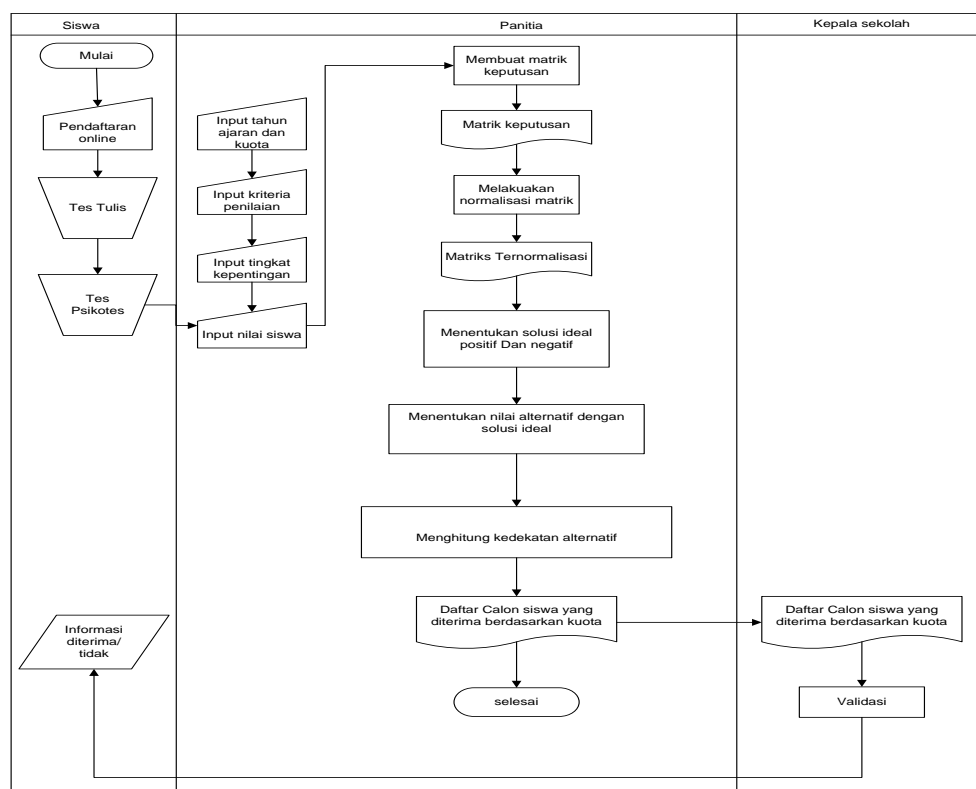 Siswa
Panitia
Kepala sekolah
Mulai
Pendaftaran
online
Tes Tulis
Tes
Psikotes
Input tahun
ajaran dan
kuota
Input kriteria
penilaian
Input tingkat
kepentingan
Input nilai siswa
Membuat matrik
keputusan
Matrik keputusan
Melakuakan
normalisasi matrik
Matriks Ternormalisasi
Menentukan solusi ideal
positif Dan negatif
Menentukan nilai alternatif dengan
solusi ideal
Menghitung kedekatan alternatif
Daftar Calon siswa yang
diterima berdasarkan kuota
selesai
Daftar Calon siswa yang
diterima berdasarkan kuota
Validasi
Informasi
diterima/
tidak